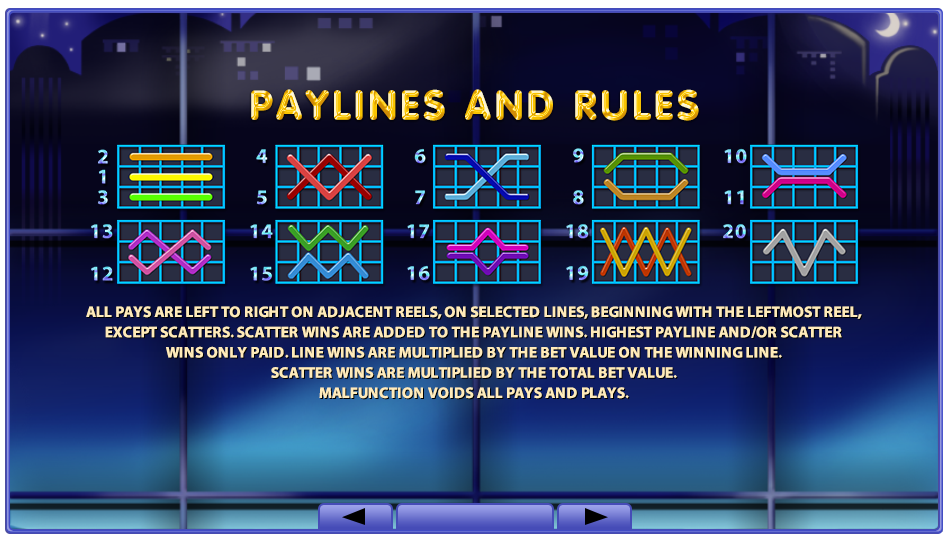 PAYLINES AND RULES
2 4 6 9 10
1
3 5 7 8 11
13 14 17 18 20
12 15 16 19
ALL PAYS ARE LEFT TO RIGHT ON ADJACENT REELS, ON SELECTED LINES, BEGINNING WITH THE LEFTMOST REEL,
EXCEPT SCATTERS. SCATTER WINS ARE ADDED TO THE PAYLINE WINS. HIGHEST PAYLINE AND/OR SCATTER
WINS ONLY PAID. LINE WINS ARE MULTIPLIED BY THE BET VALUE ON THE WINNING LINE.
SCATTER WINS ARE MULTIPLIED BY THE TOTAL BET VALUE.
MALFUNCTION VOIDS ALL PAYS AND PLAYS.